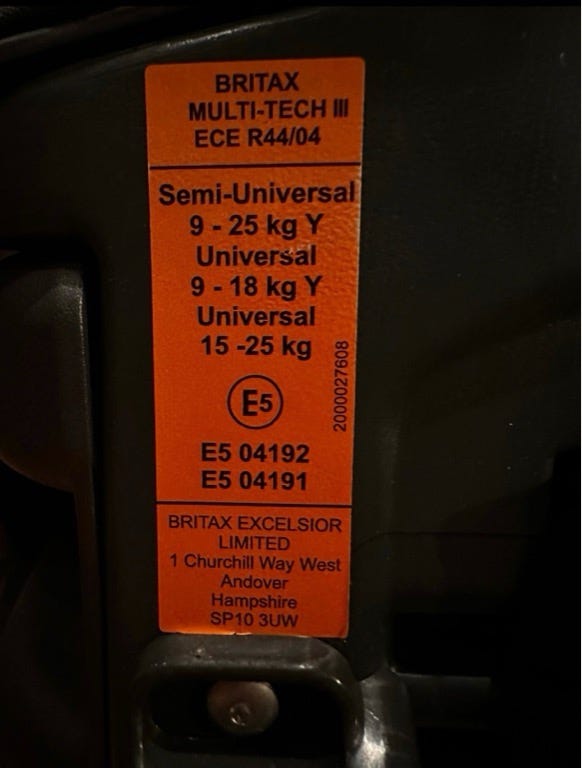 BRITAX
MULTI-TECH III
ECE R44/04
Semi-Universal
9 - 25 kg Y
Universal
9 - 18 kg Y
Universal
15 -25 kg
E5
2000027608
E5 04192
E5 04191
BRITAX EXCELSIOR
LIMITED
1 Churchill Way West
Andover
Hampshire
SP10 3UW